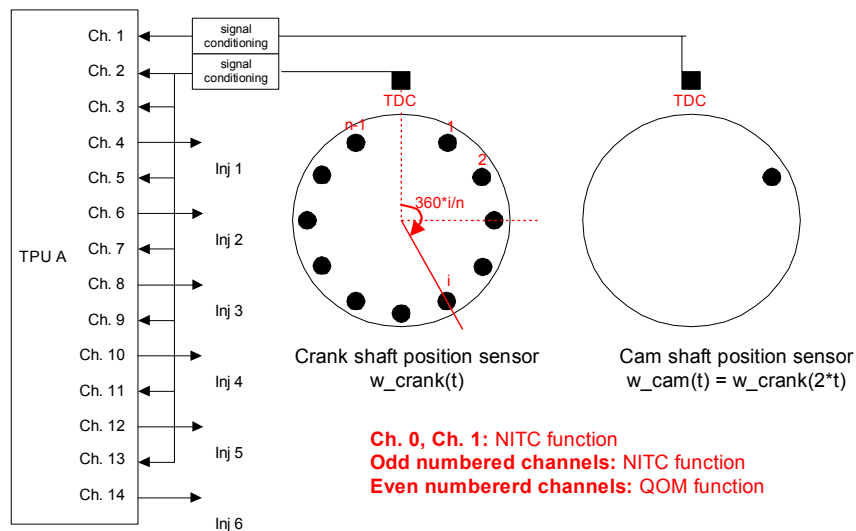 Ch. 1
signal
conditioning
Ch. 2
signal
conditioning
Ch. 3
Ch. 4
Inj 1
Ch. 5
Ch. 6
Inj 2
Ch. 7
TPU A
Ch. 8
Inj 3
Ch. 9
Ch. 10
Inj 4
Ch. 11
Ch. 12
Inj 5
Ch. 13
Ch. 14
Inj 6
TDC
n-1
1
2
360*i/n
i
Crank shaft position sensor
w_crank(t)
TDC
Cam shaft position sensor
w_cam(t) = w_crank(2*t)
Ch. 0, Ch. 1: NITC function
Odd numbered channels: NITC function
Even numbererd channels: QOM function